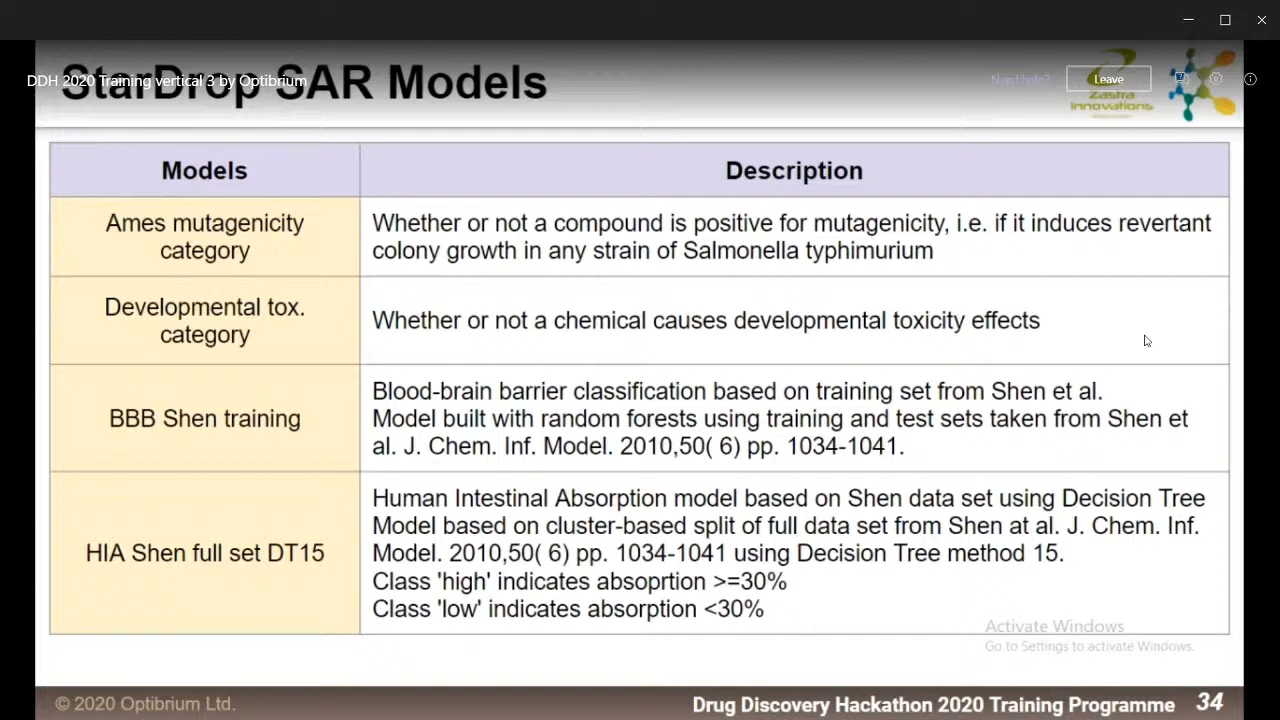 StarDrop SAR Models
DDH 2020 Training vertical 3 by Optibrium
Need help?
Leave
Zastra
Innovations
Models
Description
Ames mutagenicity
category
Whether or not a compound is positive for mutagenicity, i.e. if it induces revertant
colony growth in any strain of Salmonella typhimurium
Developmental tox.
category
Whether or not a chemical causes developmental toxicity effects
BBB Shen training
Blood-brain barrier classification based on training set from Shen et al.
Model built with random forests using training and test sets taken from Shen et
al. J. Chem. Inf. Model. 2010,50( 6) pp. 1034-1041.
HIA Shen full set DT15
Human Intestinal Absorption model based on Shen data set using Decision Tree
Model based on cluster-based split of full data set from Shen at al. J. Chem. Inf.
Model. 2010,50( 6) pp. 1034-1041 using Decision Tree method 15.
Class 'high' indicates absoprtion >=30%
Class 'low' indicates absorption <30%
Activate Windows
Go to Settings to activate Windows.
© 2020 Optibrium Ltd.
Drug Discovery Hackathon 2020 Training Programme 34